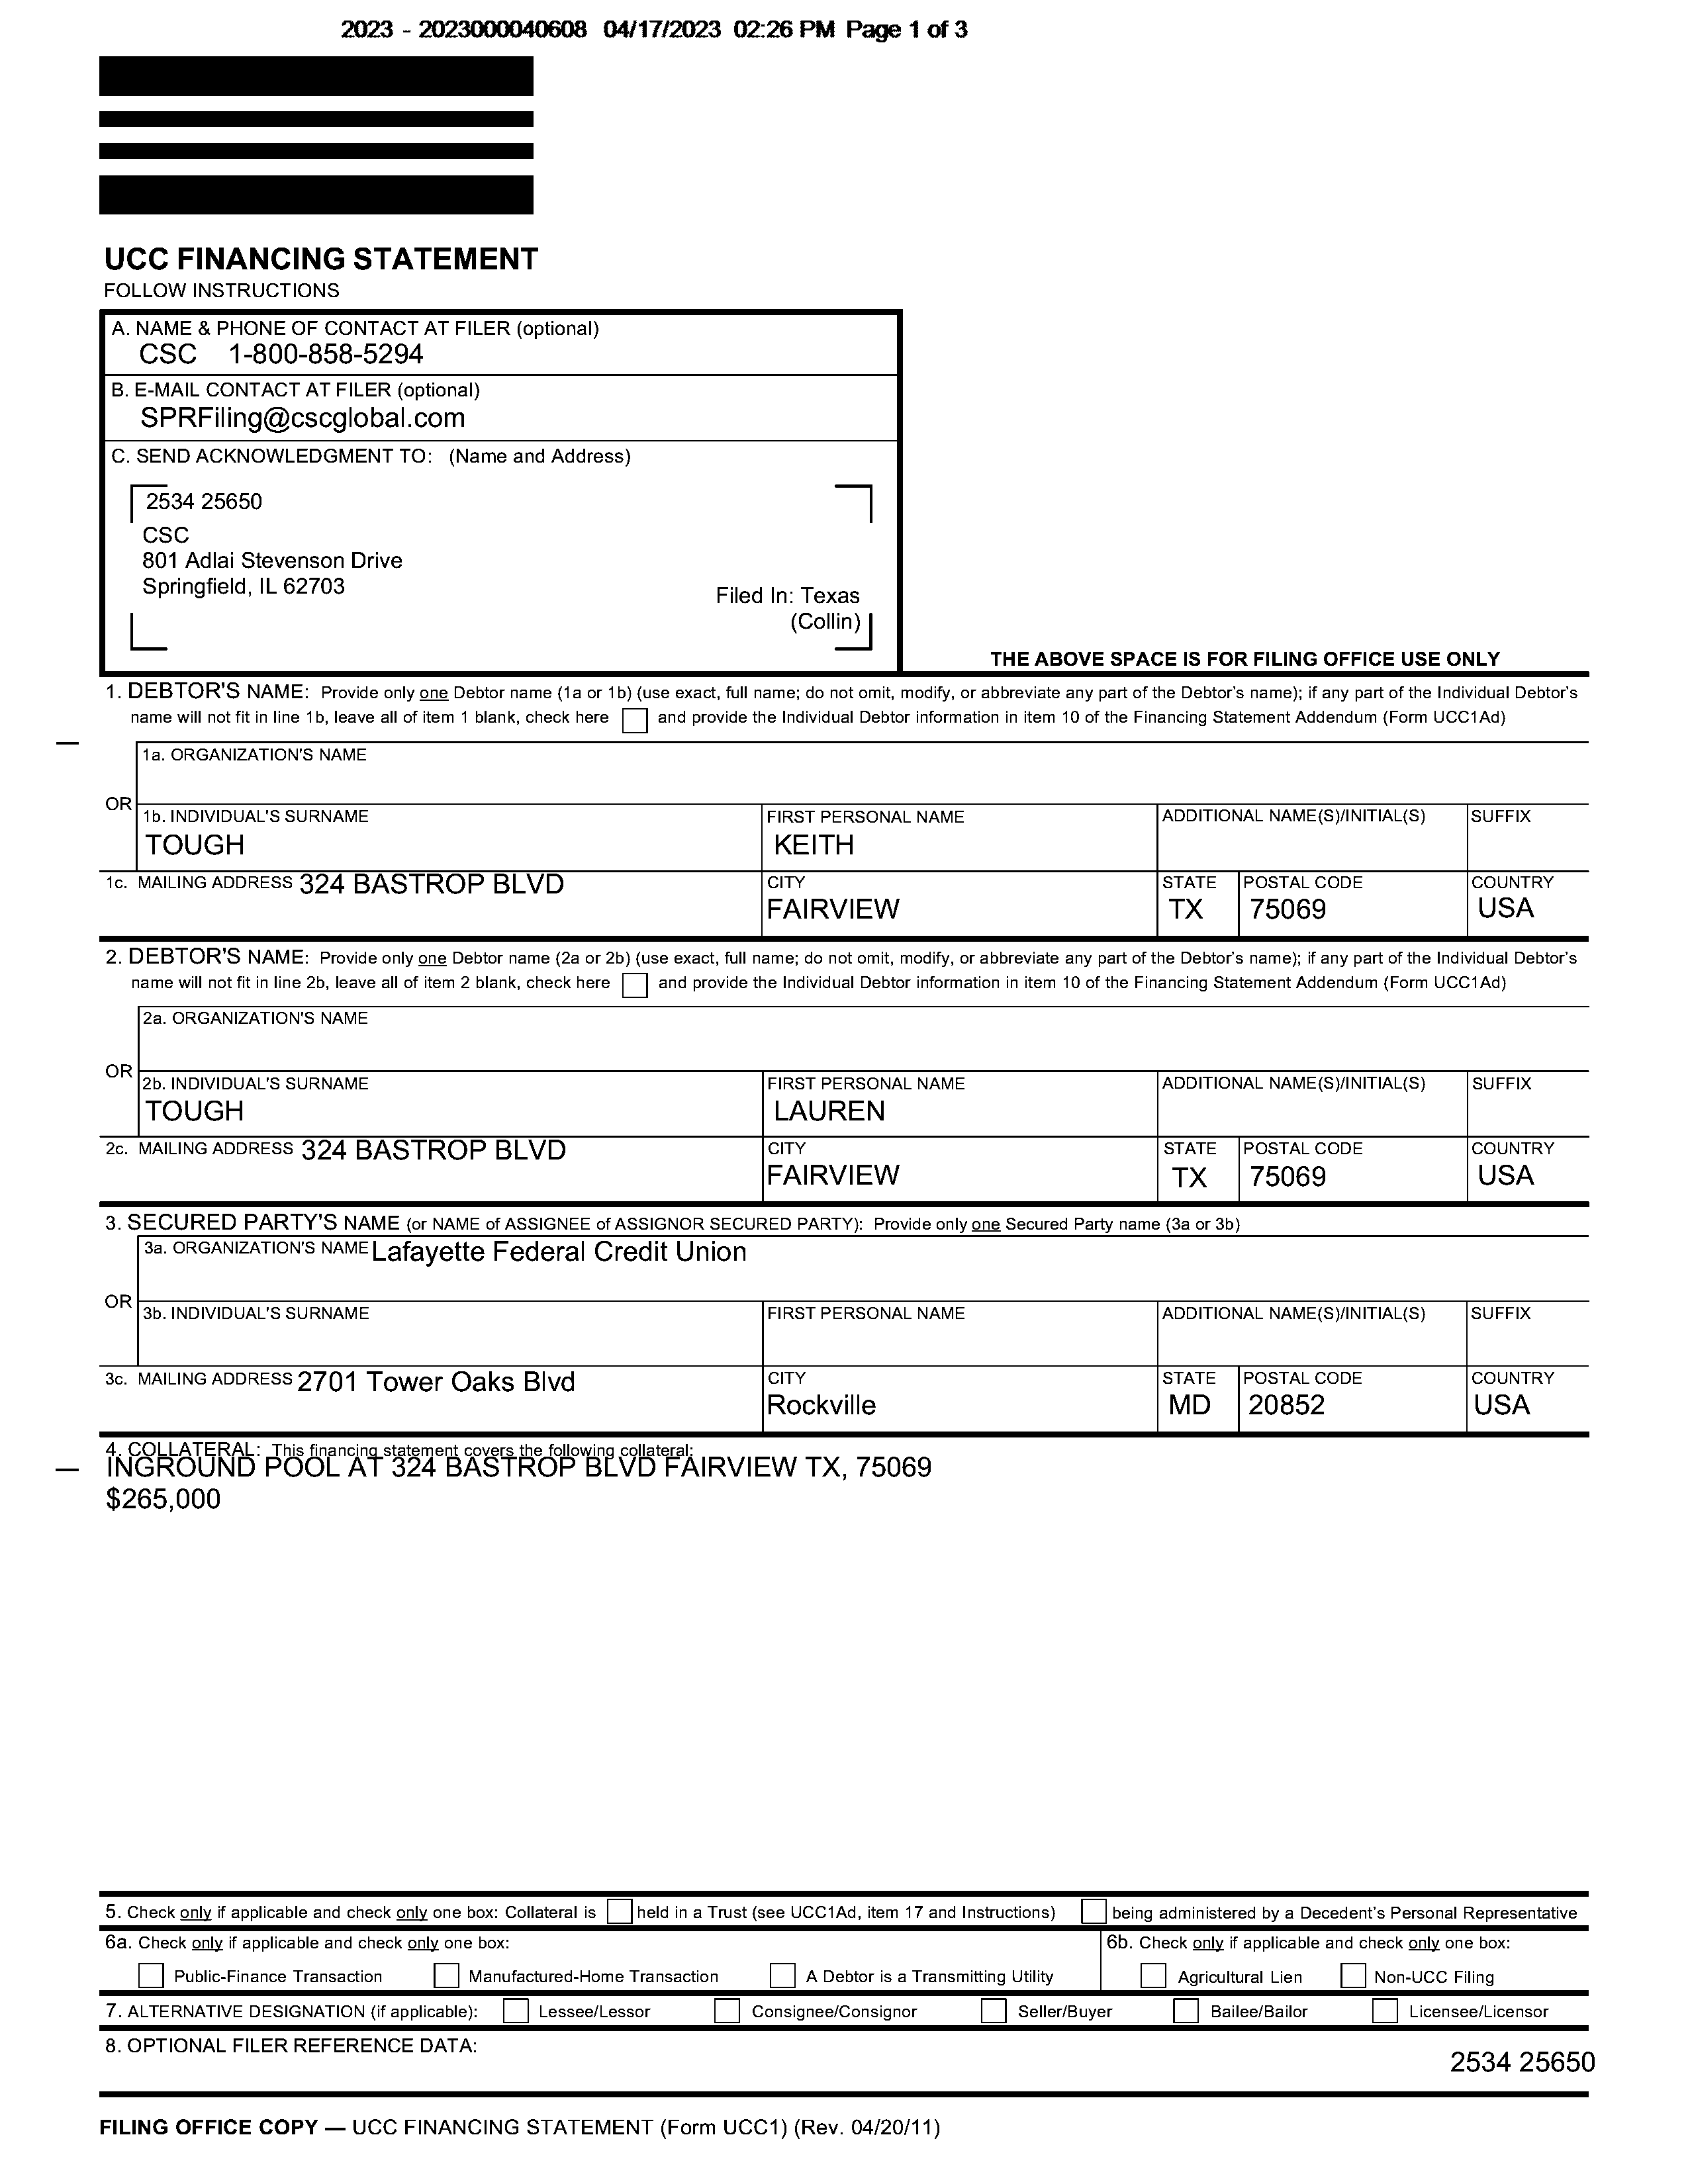 2023 - 2023000040608 04/17/2023 02:26 PM Page 1 of 3
UCC FINANCING STATEMENT
FOLLOW INSTRUCTIONS
A. NAME & PHONE OF CONTACT AT FILER (optional)
CSC 1-800-858-5294
B. E-MAIL CONTACT AT FILER (optional)
SPRFiling@cscglobal.com
C. SEND ACKNOWLEDGMENT TO: (Name and Address)
2534 25650
CSC
801 Adlai Stevenson Drive
Springfield, IL 62703
Filed In: Texas
(Collin)
THE ABOVE SPACE IS FOR FILING OFFICE USE ONLY
1. DEBTOR'S NAME: Provide only one Debtor name (1a or 1b) (use exact, full name; do not omit, modify, or abbreviate any part of the Debtor's name); if any part of the Individual Debtor's
name will not fit in line 1b, leave all of item 1 blank, check here and provide the Individual Debtor information in item 10 of the Financing Statement Addendum (Form UCC1Ad)
1a. ORGANIZATION'S NAME
OR
1b. INDIVIDUAL'S SURNAME FIRST PERSONAL NAME ADDITIONAL NAME(S)/INITIAL(S) SUFFIX
TOUGH KEITH
1c. MAILING ADDRESS 324 BASTROP BLVD CITY STATE POSTAL CODE COUNTRY
FAIRVIEW TX 75069 USA
2. DEBTOR'S NAME: Provide only one Debtor name (2a or 2b) (use exact, full name; do not omit, modify, or abbreviate any part of the Debtor's name); if any part of the Individual Debtor's
name will not fit in line 2b, leave all of item 2 blank, check here and provide the Individual Debtor information in item 10 of the Financing Statement Addendum (Form UCC1Ad)
2a. ORGANIZATION'S NAME
OR
2b. INDIVIDUAL'S SURNAME FIRST PERSONAL NAME ADDITIONAL NAME(S)/INITIAL(S) SUFFIX
TOUGH LAUREN
2c. MAILING ADDRESS 324 BASTROP BLVD CITY STATE POSTAL CODE COUNTRY
FAIRVIEW TX 75069 USA
3. SECURED PARTY'S NAME (or NAME of ASSIGNEE of ASSIGNOR SECURED PARTY): Provide only one Secured Party name (3a or 3b)
3a. ORGANIZATION'S NAME Lafayette Federal Credit Union
OR
3b. INDIVIDUAL'S SURNAME FIRST PERSONAL NAME ADDITIONAL NAME(S)/INITIAL(S) SUFFIX
3c. MAILING ADDRESS 2701 Tower Oaks Blvd CITY STATE POSTAL CODE COUNTRY
Rockville MD 20852 USA
4. COLLATERAL: This financing statement covers the following collateral:
INGROUND POOL AT 324 BASTROP BLVD FAIRVIEW TX, 75069
$265,000
5. Check only if applicable and check only one box: Collateral is held in a Trust (see UCC1Ad, item 17 and Instructions) being administered by a Decedent's Personal Representative
6a. Check only if applicable and check only one box: 6b. Check only if applicable and check only one box:
Public-Finance Transaction Manufactured-Home Transaction A Debtor is a Transmitting Utility Agricultural Lien Non-UCC Filing
7. ALTERNATIVE DESIGNATION (if applicable): Lessee/Lessor Consignee/Consignor Seller/Buyer Bailee/Bailor Licensee/Licensor
8. OPTIONAL FILER REFERENCE DATA:
2534 25650
FILING OFFICE COPY — UCC FINANCING STATEMENT (Form UCC1) (Rev. 04/20/11)